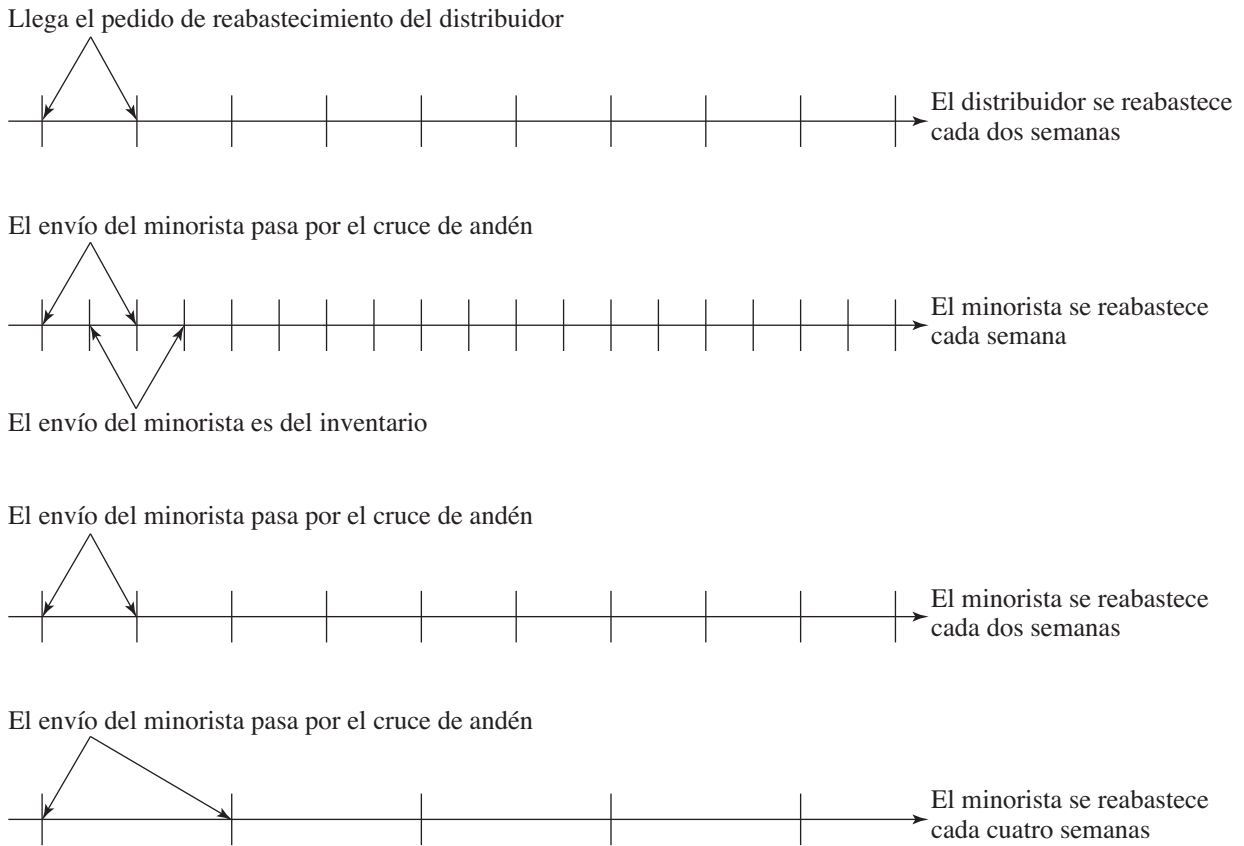 Llega el pedido de reabastecimiento del distribuidor
El distribuidor se reabastece
cada dos semanas
El envío del minorista pasa por el cruce de andén
El minorista se reabastece
cada semana
El envío del minorista es del inventario
El envío del minorista pasa por el cruce de andén
El minorista se reabastece
cada dos semanas
El envío del minorista pasa por el cruce de andén
El minorista se reabastece
cada cuatro semanas